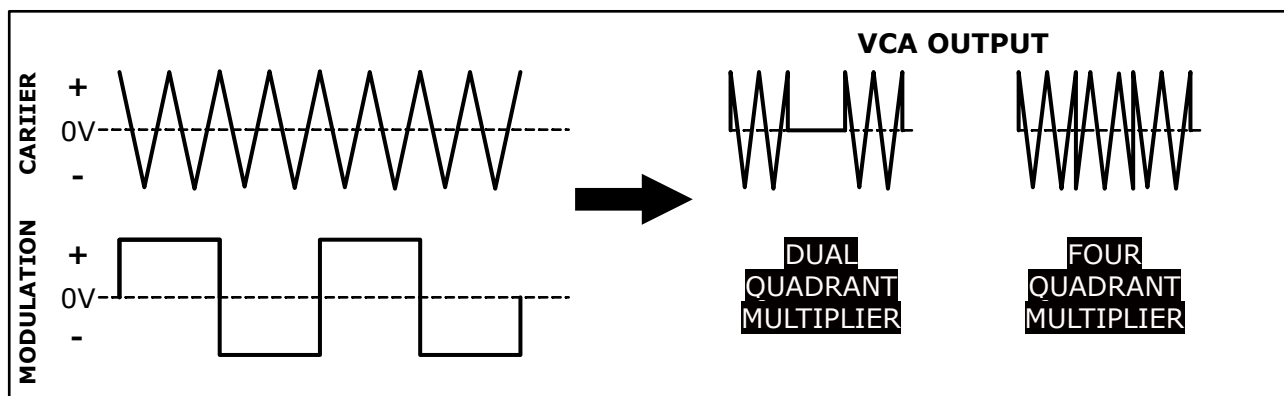 VCA OUTPUT
CARIIER
+
0V
-
MODULATION
+
0V
-
DUAL
QUADRANT
MULTIPLIER
FOUR
QUADRANT
MULTIPLIER